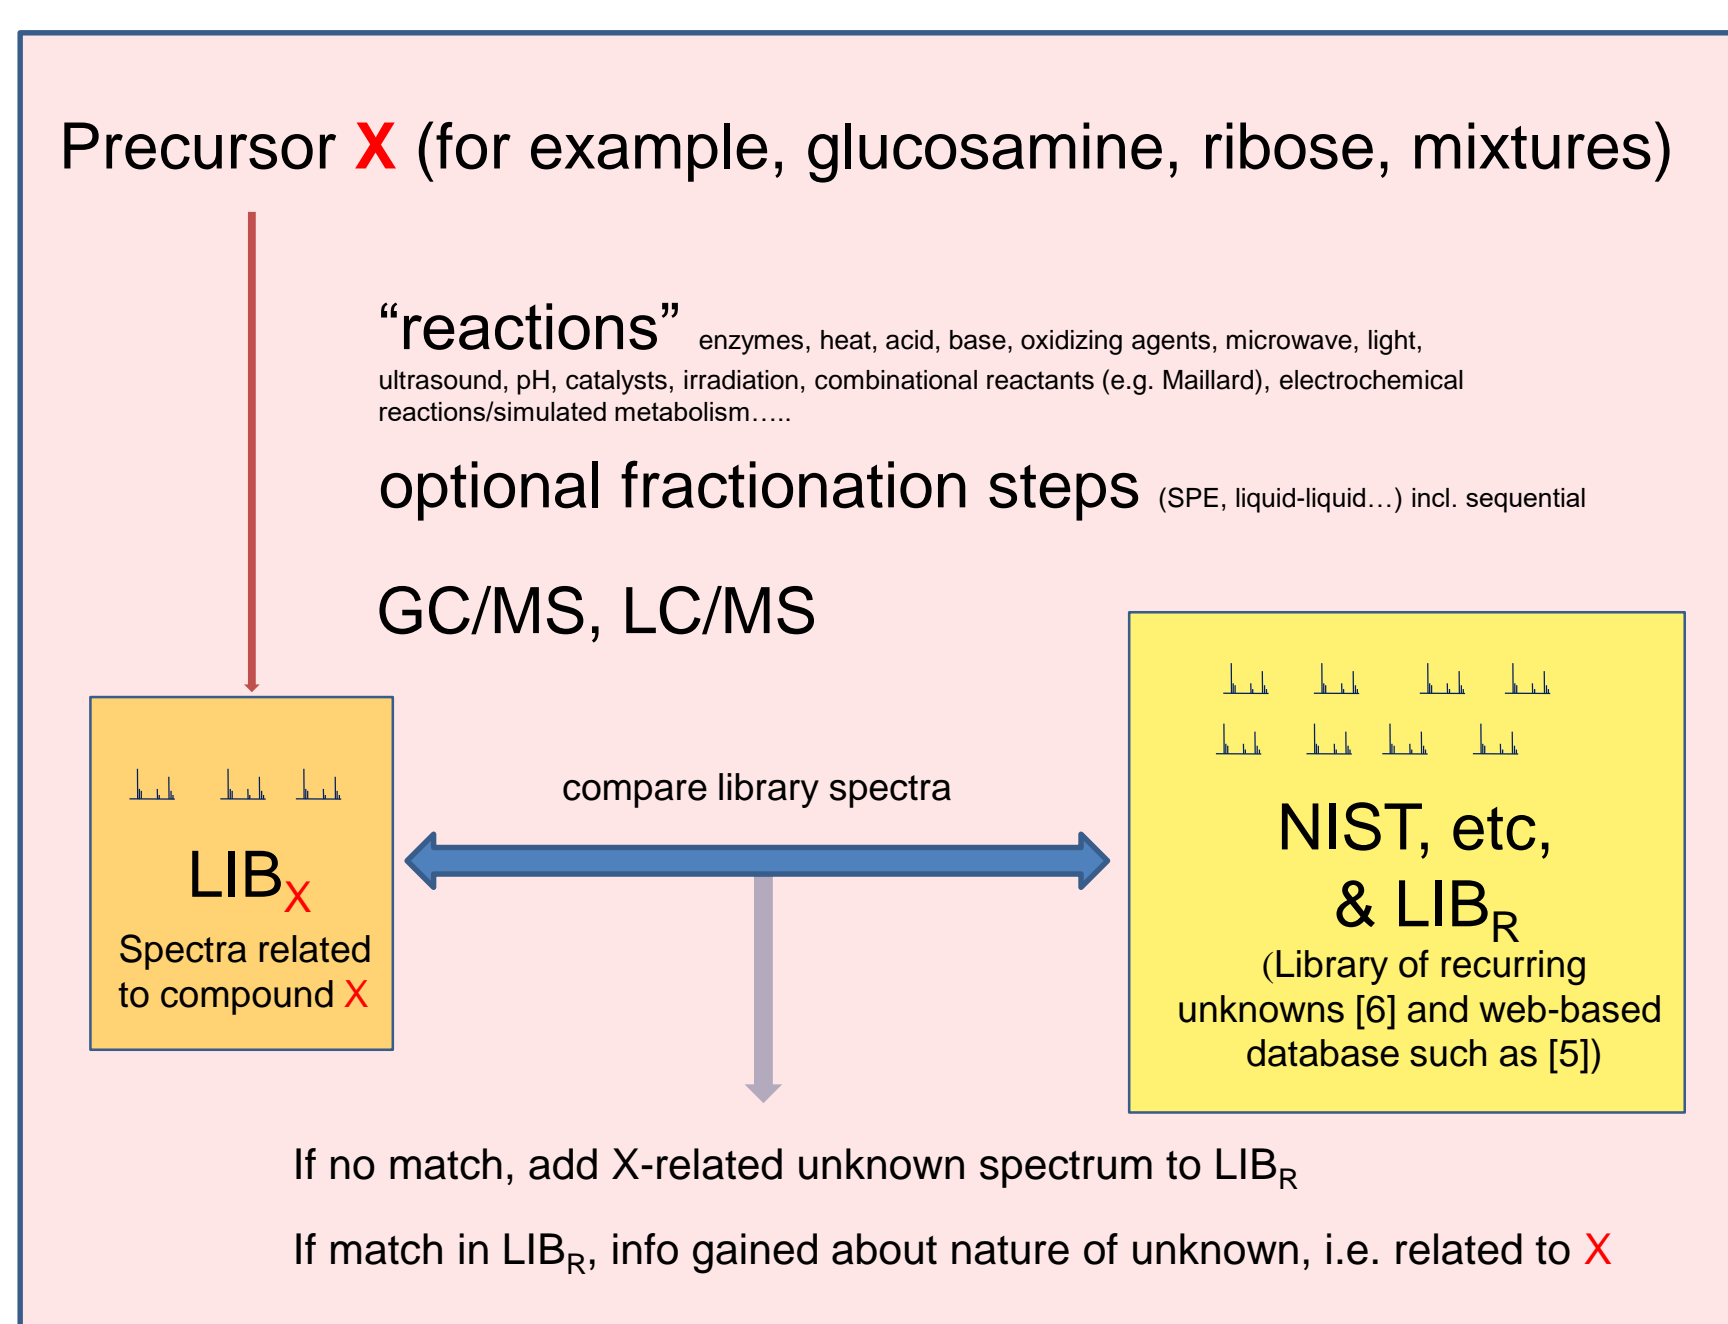 Precursor X (for example, glucosamine, ribose, mixtures)
“reactions” enzymes, heat, acid, base, oxidizing agents, microwave, light,
ultrasound, pH, catalysts, irradiation, combinational reactants (e.g. Maillard), electrochemical
reactions/simulated metabolism…..
optional fractionation steps (SPE, liquid-liquid…) incl. sequential
GC/MS, LC/MS
compare library spectra
LIBX
Spectra related
to compound X
NIST, etc,
& LIBR
(Library of recurring
unknowns [6] and web-based
database such as [5])
If no match, add X-related unknown spectrum to LIBR
If match in LIBR, info gained about nature of unknown, i.e. related to X